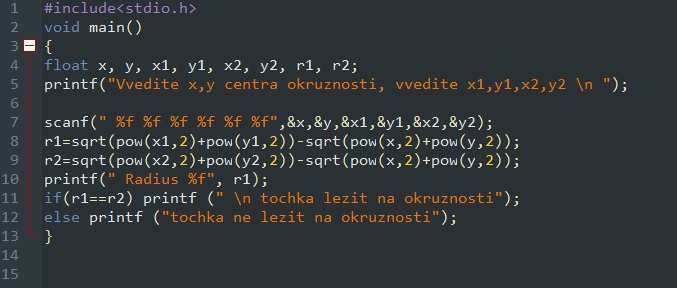 1 #include<stdio.h>
2 void main()
3 {
4 float x, y, x1, y1, x2, y2, r1, r2;
5 printf("Vvedite x,y centra okruznosti, vvedite x1,y1,x2,y2 \n ");
6
7 scanf(" %f %f %f %f %f %f",&x,&y,&x1,&y1,&x2,&y2);
8 r1=sqrt(pow(x1,2)+pow(y1,2))-sqrt(pow(x,2)+pow(y,2));
9 r2=sqrt(pow(x2,2)+pow(y2,2))-sqrt(pow(x,2)+pow(y,2));
10 printf(" Radius %f", r1);
11 if(r1==r2) printf (" \n tochka lezit na okruznosti");
12 else printf ("tochka ne lezit na okruznosti");
13 }
14
15